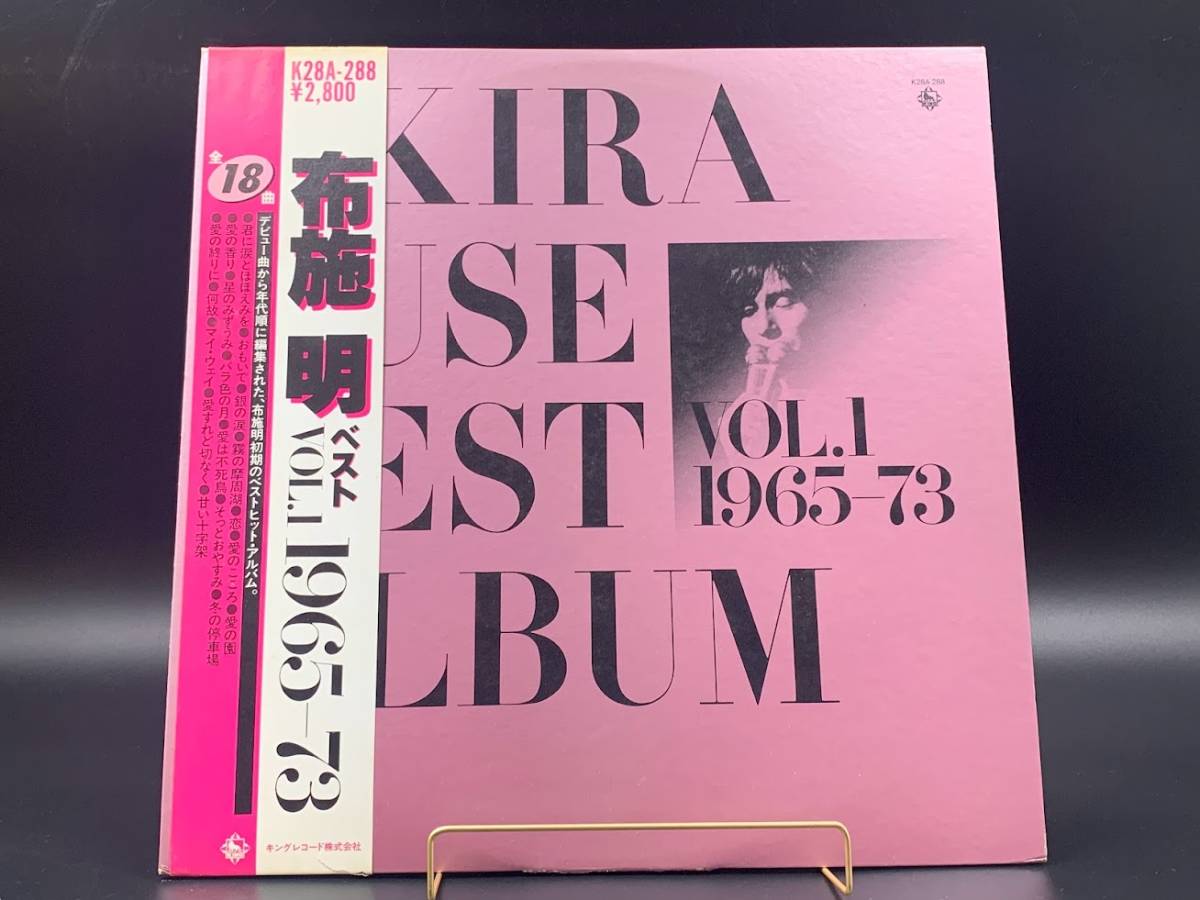 K28A-288
¥2,800
布施 明
ベスト
VOL.1 1965-73
全18曲
デビュー曲から年代順に編集された、布施明初期のベストヒット・アルバム。
●君に涙とほほえみを●おもいで●銀の涙●霧の摩周湖●恋●愛のこころ●愛の園
●愛の香り●星のみずうみ●バラ色の月●愛は不死鳥●そっとおやすみ●冬の停車場
●愛の終りに●何故●マイ・ウェイ●愛すれど切なく●甘い十字架
キングレコード株式会社
K28A-288
KIRA
USE
EST
LBUM
VOL.1
1965-73